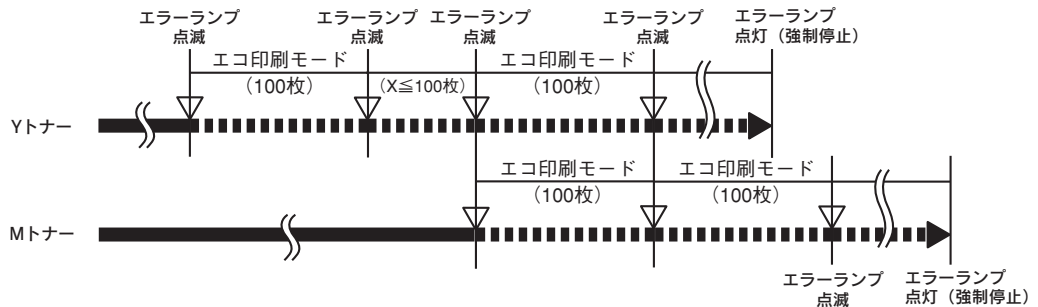 エラーランプ
点滅
エラーランプ
点滅
エラーランプ
点滅
エラーランプ
点滅
エラーランプ
点灯（強制停止）
エコ印刷モード
（100枚）
（X≦100枚）
エコ印刷モード
（100枚）
Yトナー
エコ印刷モード
（100枚）
エコ印刷モード
（100枚）
Mトナー
エラーランプ
点滅
エラーランプ
点灯（強制停止）